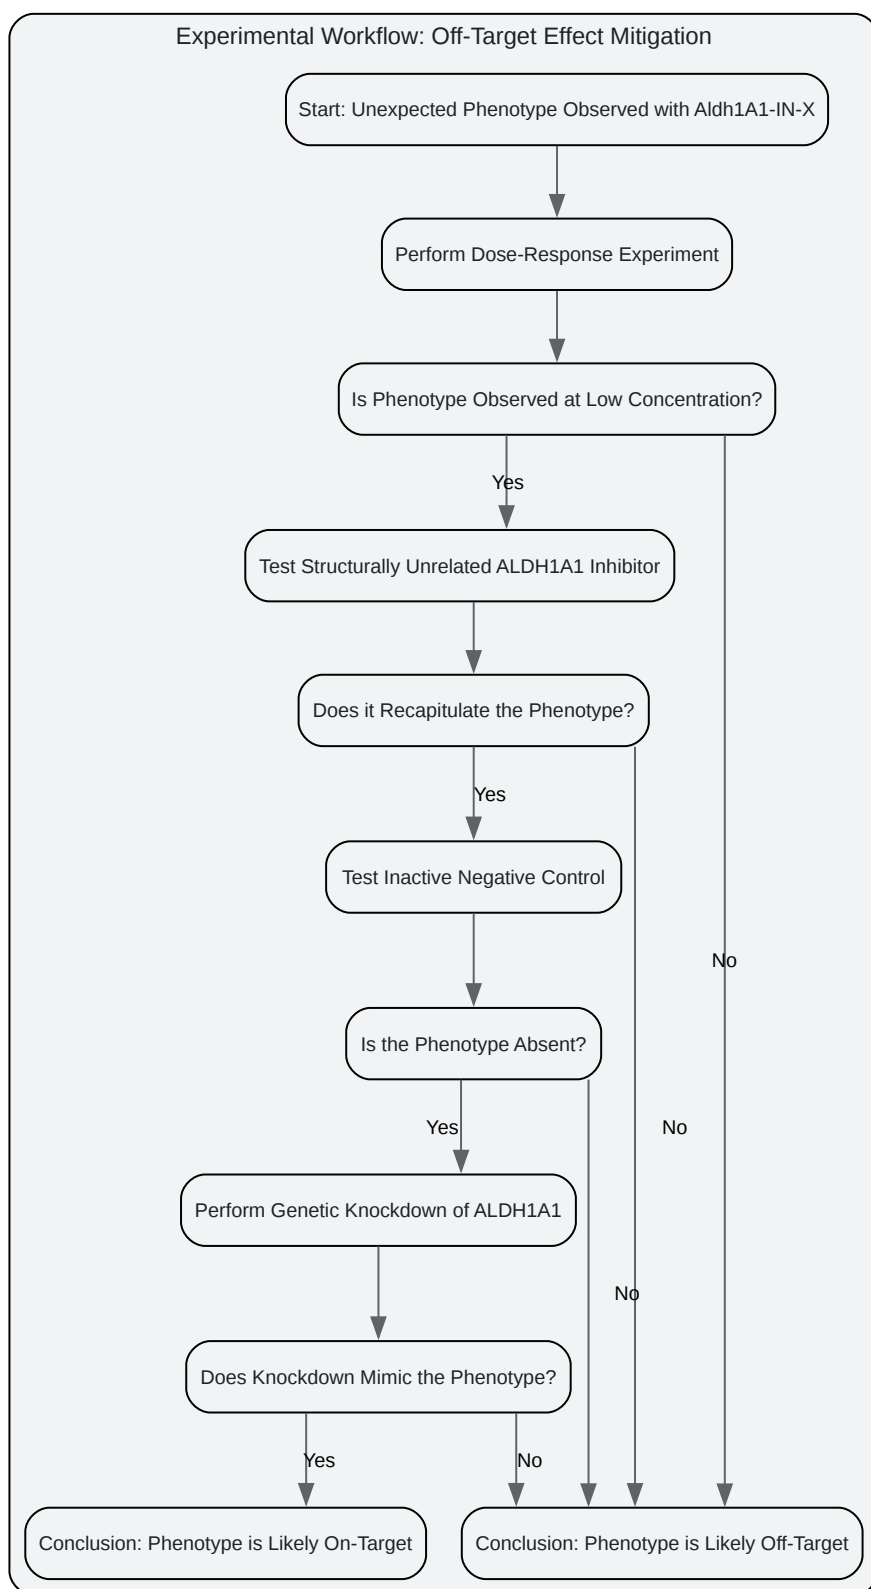 Experimental Workflow: Off-Target Effect Mitigation
Start: Unexpected Phenotype Observed with Aldh1A1-IN-X
Perform Dose-Response Experiment
Is Phenotype Observed at Low Concentration?
Yes
Test Structurally Unrelated ALDH1A1 Inhibitor
Does it Recapitulate the Phenotype?
Yes
Test Inactive Negative Control
No
Is the Phenotype Absent?
Yes
No
Perform Genetic Knockdown of ALDH1A1
No
Does Knockdown Mimic the Phenotype?
Yes
No
Conclusion: Phenotype is Likely On-Target
Conclusion: Phenotype is Likely Off-Target